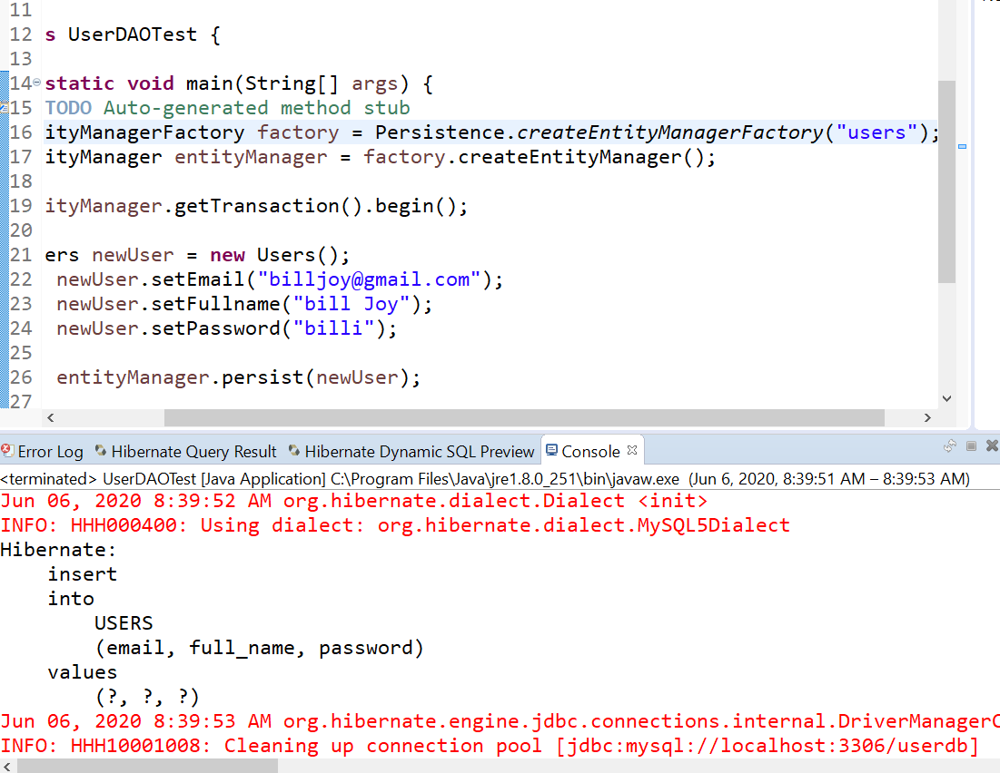 11
12 s UserDAOTest {
13
14 static void main(String[] args) {
15 TODO Auto-generated method stub
16 ityManagerFactory factory = Persistence.createEntityManagerFactory("users");
17 ityManager entityManager = factory.createEntityManager();
18
19 ityManager.getTransaction().begin();
20
21 ers newUser = new Users();
22 newUser.setEmail("billjoy@gmail.com");
23 newUser.setFullname("bill Joy");
24 newUser.setPassword("billi");
25
26 entityManager.persist(newUser);
27
Error Log Hibernate Query Result Hibernate Dynamic SQL Preview Console
<terminated> UserDAOTest [Java Application] C:\Program Files\Java\jre1.8.0_251\bin\javaw.exe (Jun 6, 2020, 8:39:51 AM – 8:39:53 AM)
Jun 06, 2020 8:39:52 AM org.hibernate.dialect.Dialect <init>
INFO: HHH000400: Using dialect: org.hibernate.dialect.MySQL5Dialect
Hibernate:
insert
into
USERS
(email, full_name, password)
values
(?, ?, ?)
Jun 06, 2020 8:39:53 AM org.hibernate.engine.jdbc.connections.internal.DriverManagerC
INFO: HHH10001008: Cleaning up connection pool [jdbc:mysql://localhost:3306/userdb]